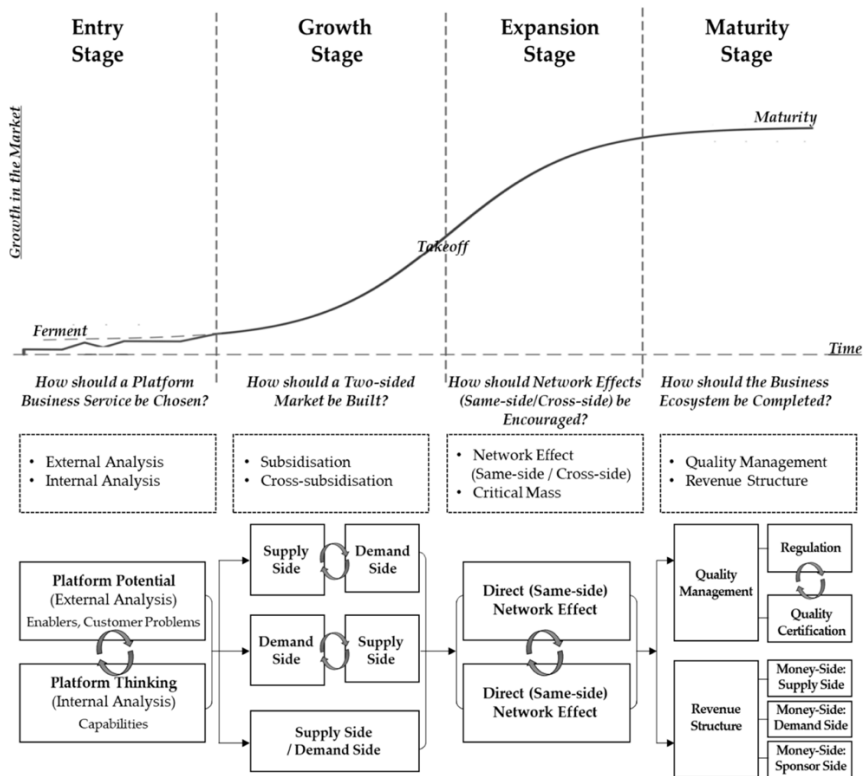 Entry
Stage
Growth
Stage
Expansion
Stage
Maturity
Stage
Growth in the Market
Maturity
Takeoff
Ferment
Time
How should a Platform
Business Service be Chosen?
How should a Two-sided
Market be Built?
How should Network Effects
(Same-side/Cross-side) be
Encouraged?
How should the Business
Ecosystem be Completed?
• External Analysis
• Internal Analysis
• Subsidisation
• Cross-subsidisation
• Network Effect
(Same-side / Cross-side)
• Critical Mass
• Quality Management
• Revenue Structure
Platform Potential
(External Analysis)
Enablers, Customer Problems
Platform Thinking
(Internal Analysis)
Capabilities
Supply
Side
Demand
Side
Demand
Side
Supply
Side
Supply Side
/ Demand Side
Direct (Same-side)
Network Effect
Direct (Same-side)
Network Effect
Quality
Management
Regulation
Quality
Certification
Revenue
Structure
Money-Side:
Supply Side
Money-Side:
Demand Side
Money-Side:
Sponsor Side